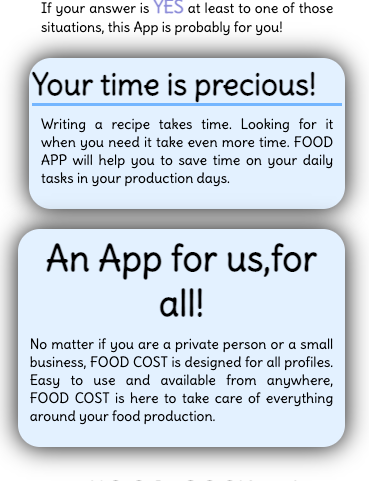 If your answer is YES at least to one of those
situations, this App is probably for you!
Your time is precious!
Writing a recipe takes time. Looking for it
when you need it take even more time. FOOD
APP will help you to save time on your daily
tasks in your production days.
An App for us,for
all!
No matter if you are a private person or a small
business, FOOD COST is designed for all profiles.
Easy to use and available from anywhere,
FOOD COST is here to take care of everything
around your food production.